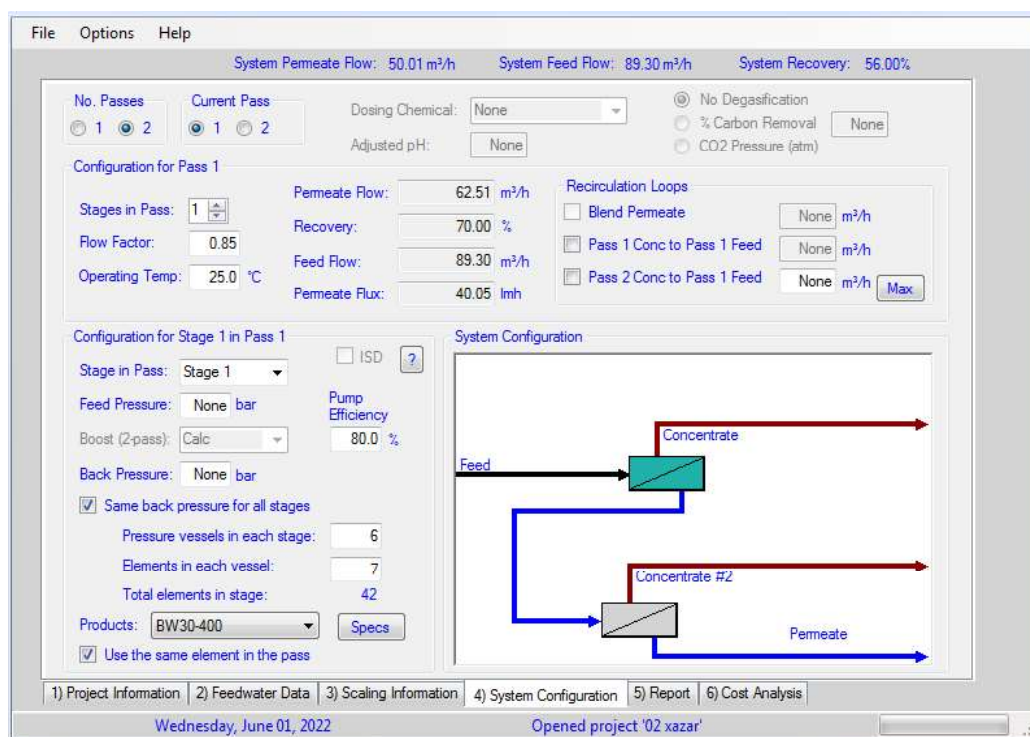 File Options Help
System Permeate Flow: 50.01 m³/h System Feed Flow: 89.30 m³/h System Recovery: 56.00%
No. Passes
1 2
Current Pass
1 2
Dosing Chemical: None
Adjusted pH: None
No Degasification
% Carbon Removal None
CO2 Pressure (atm)
Configuration for Pass 1
Stages in Pass: 1
Flow Factor: 0.85
Operating Temp: 25.0 °C
Permeate Flow: 62.51 m³/h
Recovery: 70.00 %
Feed Flow: 89.30 m³/h
Permeate Flux: 40.05 lmh
Recirculation Loops
Blend Permeate None m³/h
Pass 1 Conc to Pass 1 Feed None m³/h
Pass 2 Conc to Pass 1 Feed None m³/h Max
Configuration for Stage 1 in Pass 1
ISD ?
Stage in Pass: Stage 1
Feed Pressure: None bar
Pump
Efficiency
Boost (2-pass): Calc 80.0 %
Back Pressure: None bar
Same back pressure for all stages
Pressure vessels in each stage: 6
Elements in each vessel: 7
Total elements in stage: 42
Products: BW30-400 Specs
Use the same element in the pass
System Configuration
Concentrate
Feed
Concentrate #2
Permeate
1) Project Information 2) Feedwater Data 3) Scaling Information 4) System Configuration 5) Report 6) Cost Analysis
Wednesday, June 01, 2022 Opened project '02 xazar'